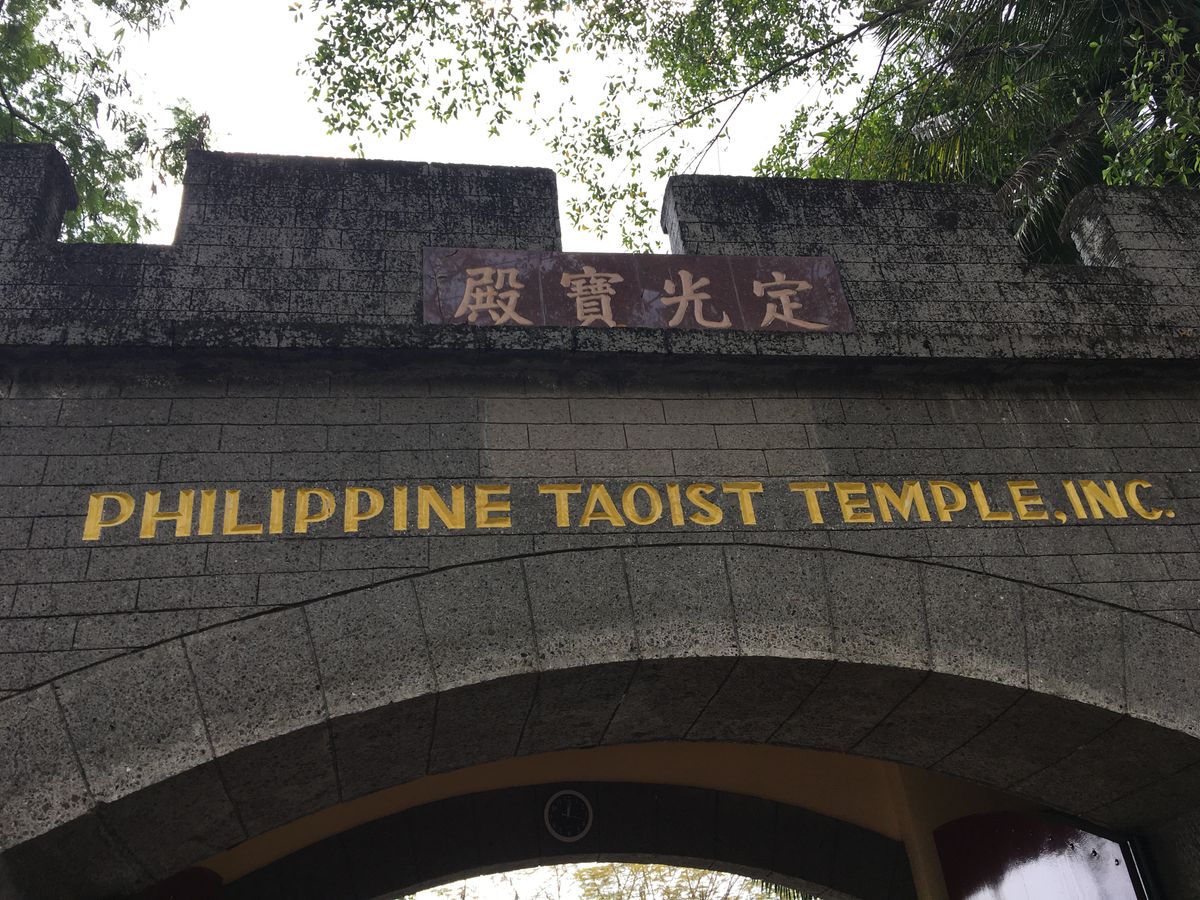 殿寶光定
PHILIPPINE TAOIST TEMPLE, INC.